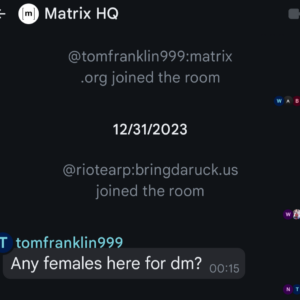 m Matrix HQ
@tomfranklin999:matrix
.org joined the room
12/31/2023
W A B
@riotearp:bringdaruck.us
joined the room
W
T tomfranklin999
Any females here for dm? 00:15
N T